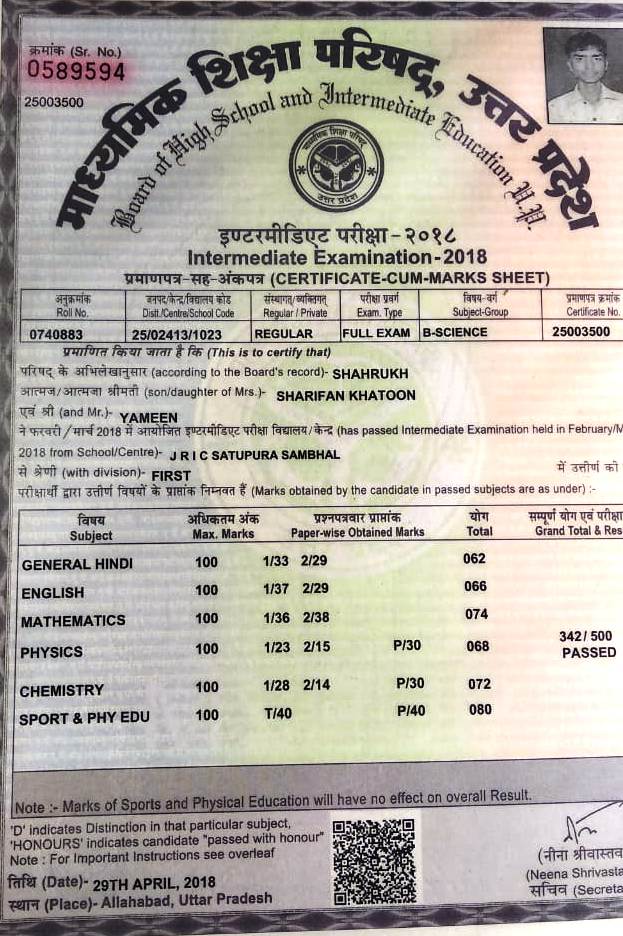 क्रमांक (Sr. No.)
0589594
25003500
माध्यमिक शिक्षा परिषद्, उत्तर प्रदेश
Board of High School and Intermediate Education U.P.
माध्यमिक शिक्षा परिषद्
उत्तर प्रदेश
इण्टरमीडिएट परीक्षा-२०१८
Intermediate Examination-2018
प्रमाणपत्र-सह-अंकपत्र (CERTIFICATE-CUM-MARKS SHEET)
अनुक्रमांक जनपद/केन्द्र/विद्यालय कोड संस्थागत/व्यक्तिगत परीक्षा प्रवर्ग विषय-वर्ग प्रमाणपत्र क्रमांक
Roll No. Distt./Centre/School Code Regular / Private Exam. Type Subject-Group Certificate No.
0740883 25/02413/1023 REGULAR FULL EXAM B-SCIENCE 25003500
प्रमाणित किया जाता है कि (This is to certify that)
परिषद् के अभिलेखानुसार (according to the Board's record)- SHAHRUKH
आत्मज/आत्मजा श्रीमती (son/daughter of Mrs.)- SHARIFAN KHATOON
एवं श्री (and Mr.)- YAMEEN
ने फरवरी/मार्च 2018 में आयोजित इण्टरमीडिएट परीक्षा विद्यालय/केन्द्र (has passed Intermediate Examination held in February/M
2018 from School/Centre)- J R I C SATUPURA SAMBHAL
से श्रेणी (with division)- FIRST में उत्तीर्ण की
परीक्षार्थी द्वारा उत्तीर्ण विषयों के प्राप्तांक निम्नवत हैं (Marks obtained by the candidate in passed subjects are as under) :-
विषय अधिकतम अंक प्रश्नपत्रवार प्राप्तांक योग सम्पूर्ण योग एवं परीक्षा
Subject Max. Marks Paper-wise Obtained Marks Total Grand Total & Res
GENERAL HINDI 100 1/33 2/29 062
ENGLISH 100 1/37 2/29 066
MATHEMATICS 100 1/36 2/38 074
PHYSICS 100 1/23 2/15 P/30 068 342/500
PASSED
CHEMISTRY 100 1/28 2/14 P/30 072
SPORT & PHY EDU 100 T/40 P/40 080
Note :- Marks of Sports and Physical Education will have no effect on overall Result.
'D' indicates Distinction in that particular subject,
'HONOURS' indicates candidate "passed with honour"
Note : For Important Instructions see overleaf
तिथि (Date)- 29TH APRIL, 2018
स्थान (Place)- Allahabad, Uttar Pradesh
(नीना श्रीवास्तव
(Neena Shrivasta
सचिव (Secreta